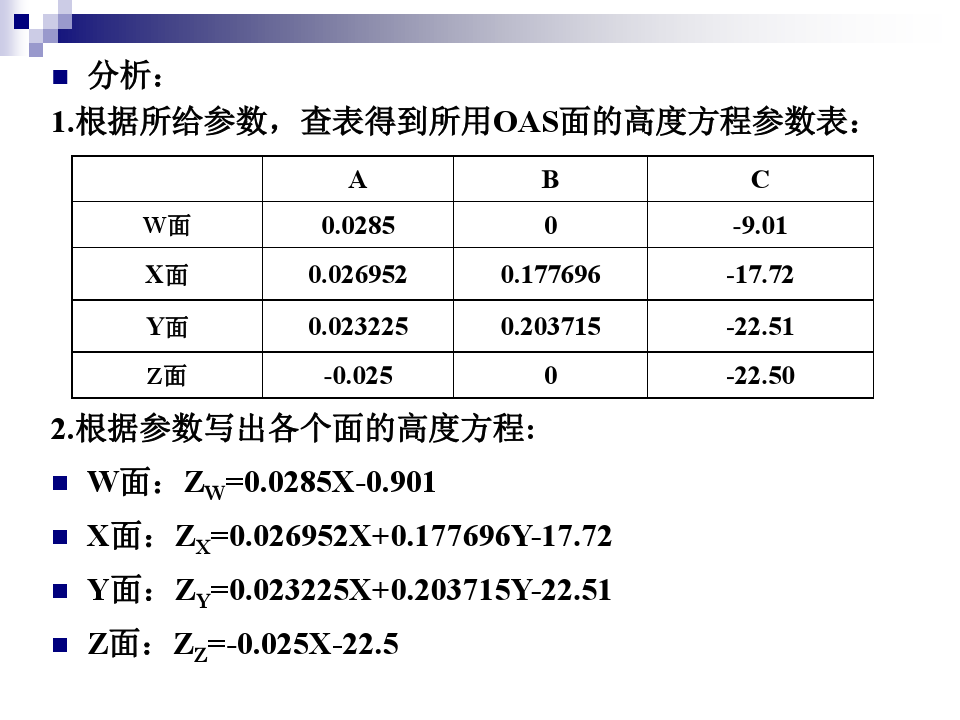 分析：
1.根据所给参数，查表得到所用OAS面的高度方程参数表：
A B C
W面 0.0285 0 -9.01
X面 0.026952 0.177696 -17.72
Y面 0.023225 0.203715 -22.51
Z面 -0.025 0 -22.50
2.根据参数写出各个面的高度方程:
W面：ZW=0.0285X-0.901
X面：ZX=0.026952X+0.177696Y-17.72
Y面：ZY=0.023225X+0.203715Y-22.51
Z面：ZZ=-0.025X-22.5